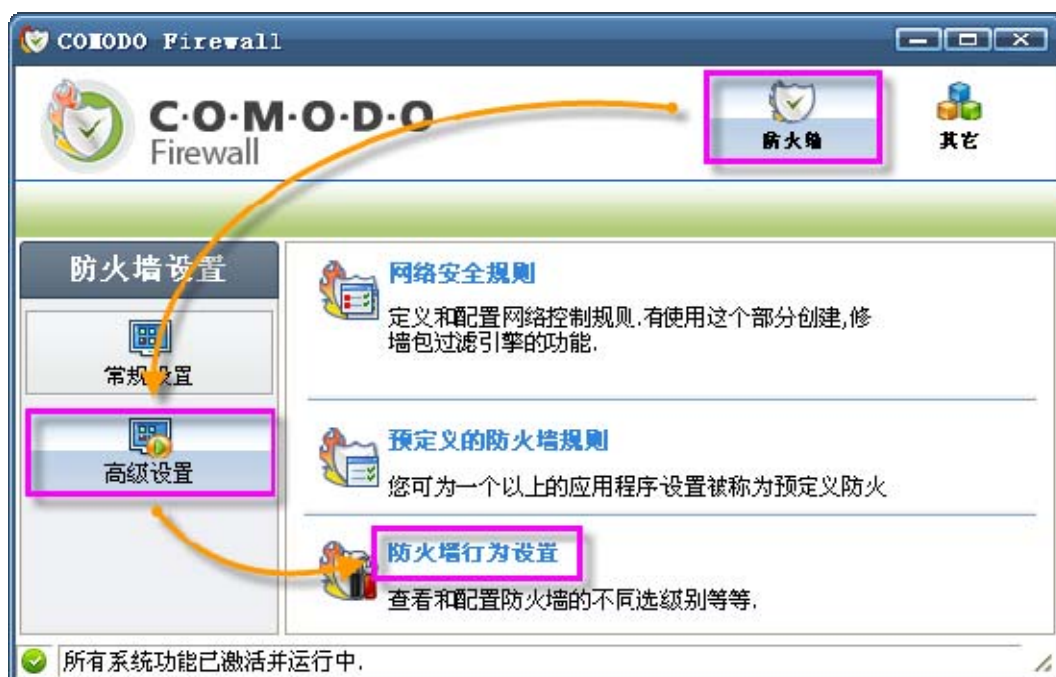 COMODO Firewall
C·O·M·O·D·O
Firewall
防火墙
其它
防火墙设置
常规设置
高级设置
网络安全规则
定义和配置网络控制规则.有使用这个部分创建,修
墙包过滤引擎的功能.
预定义的防火墙规则
您可为一个以上的应用程序设置被称为预定义防火
防火墙行为设置
查看和配置防火墙的不同选级别等等.
所有系统功能已激活并运行中.